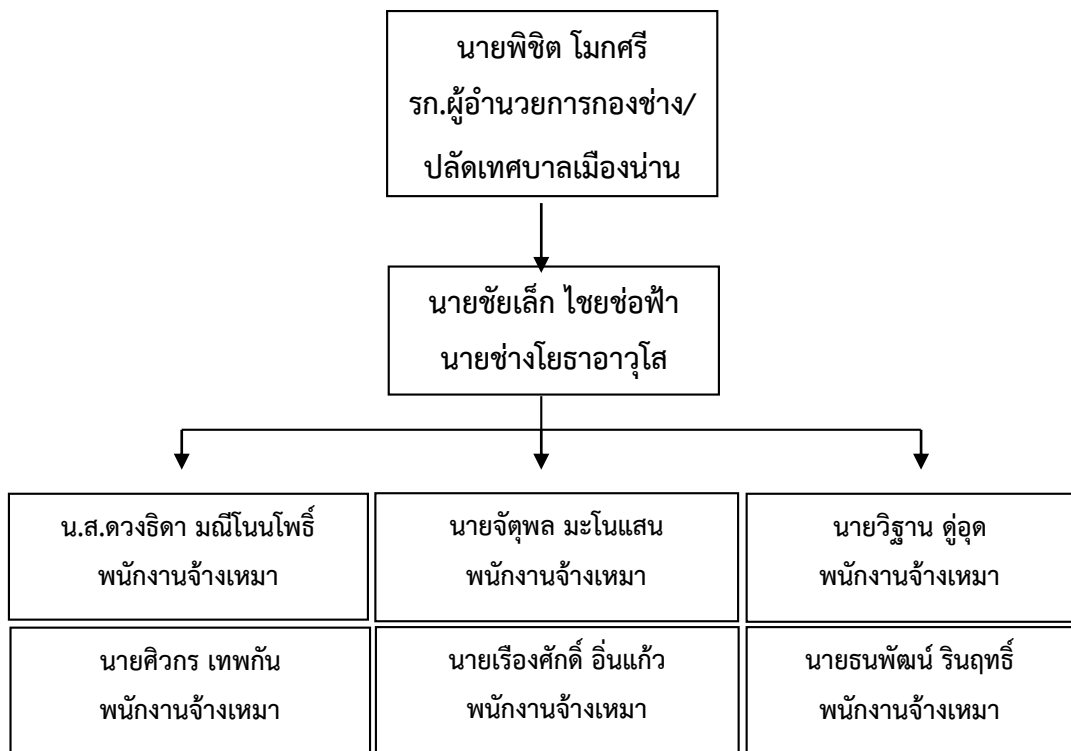 นายพิชิต โมกศรี
รก.ผู้อำนวยการกองช่าง/
ปลัดเทศบาลเมืองน่าน
นายชัยเล็ก ไชยช่อฟ้า
นายช่างโยธาอาวุโส
น.ส.ดวงธิดา มณีโนนโพธิ์
พนักงานจ้างเหมา
นายจัตุพล มะโนแสน
พนักงานจ้างเหมา
นายวิฐาน ดู่อุด
พนักงานจ้างเหมา
นายศิวกร เทพกัน
พนักงานจ้างเหมา
นายเรืองศักดิ์ อิ่นแก้ว
พนักงานจ้างเหมา
นายธนพัฒน์ รินฤทธิ์
พนักงานจ้างเหมา